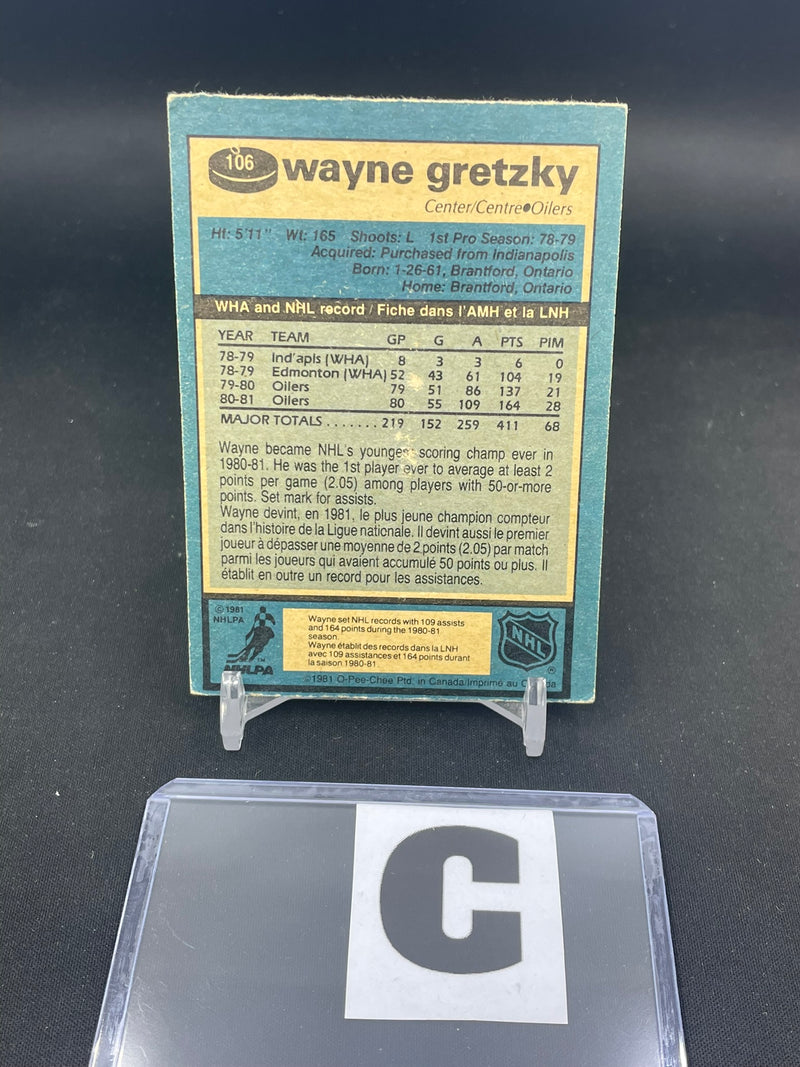 106 wayne gretzky
Center/Centre●Oilers
Ht: 5'11" Wt: 165 Shoots: L 1st Pro Season: 78-79
Acquired: Purchased from Indianapolis
Born: 1-26-61, Brantford, Ontario
Home: Brantford, Ontario
WHA and NHL record / Fiche dans l'AMH et la LNH
YEAR TEAM GP G A PTS PIM
78-79 Ind'apls (WHA) 8 3 3 6 0
78-79 Edmonton (WHA) 52 43 61 104 19
79-80 Oilers 79 51 86 137 21
80-81 Oilers 80 55 109 164 28
MAJOR TOTALS ....... 219 152 259 411 68
Wayne became NHL's youngest scoring champ ever in
1980-81. He was the 1st player ever to average at least 2
points per game (2.05) among players with 50-or-more
points. Set mark for assists.
Wayne devint, en 1981, le plus jeune champion compteur
dans l'histoire de la Ligue nationale. Il devint aussi le premier
joueur à dépasser une moyenne de 2 points (2.05) par match
parmi les joueurs qui avaient accumulé 50 points ou plus. Il
établit en outre un record pour les assistances.
© 1981
NHLPA
NHLPA
TM
Wayne set NHL records with 109 assists
and 164 points during the 1980-81
season.
Wayne établit des records dans la LNH
avec 109 assistances et 164 points durant
la saison 1980-81
NHL
®
©1981 O-Pee-Chee Ptd. in Canada/Imprimé au Canada
C